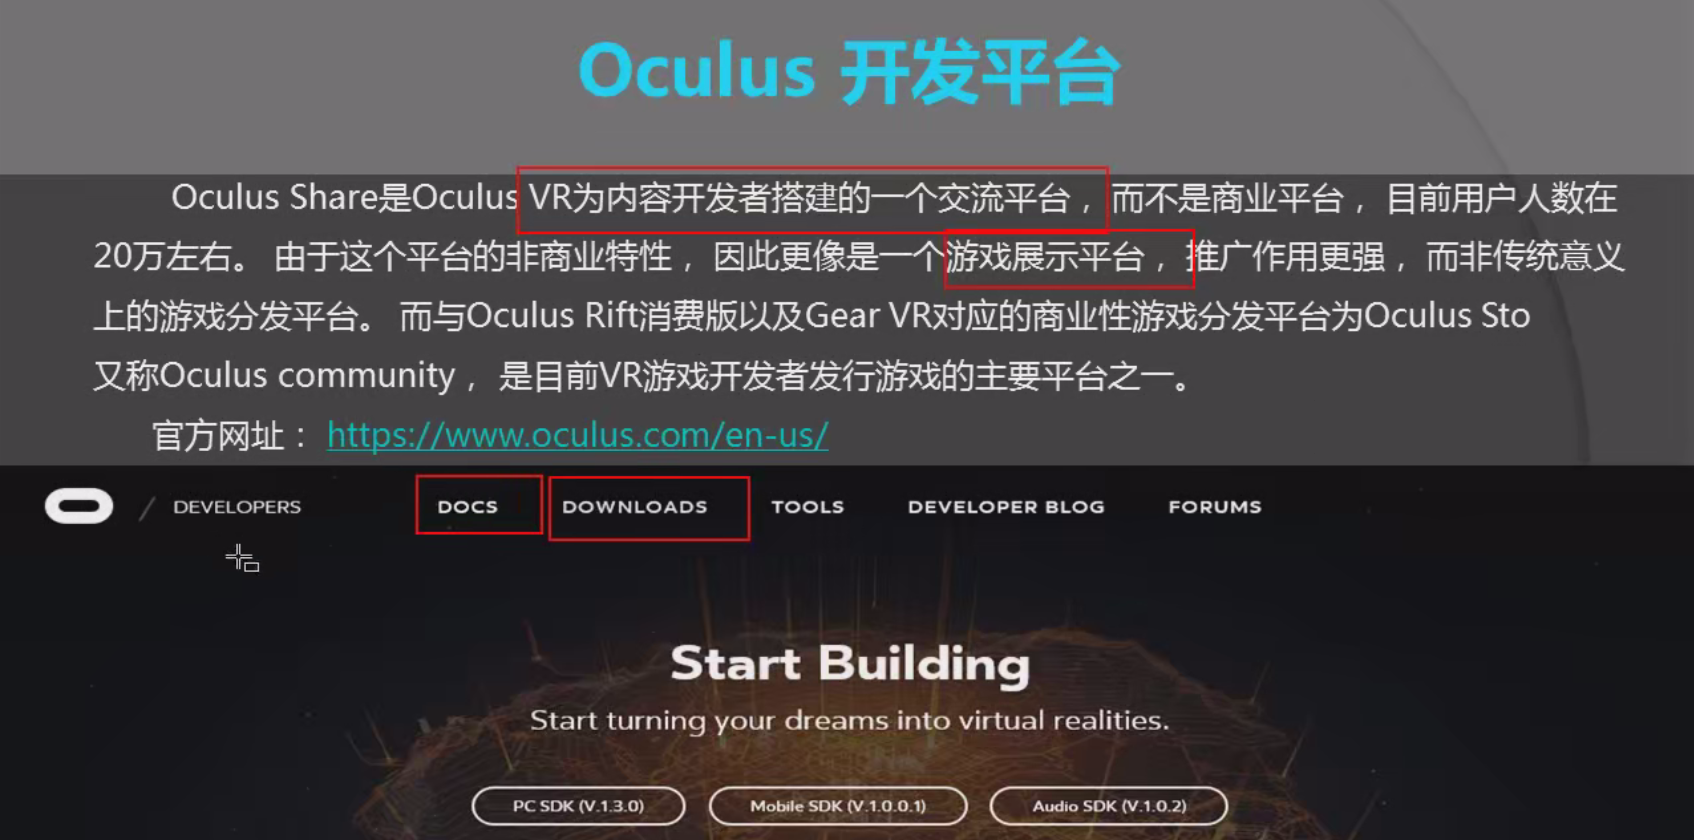 Oculus 开发平台
Oculus Share是Oculus VR为内容开发者搭建的一个交流平台，而不是商业平台，目前用户人数在
20万左右。由于这个平台的非商业特性，因此更像是一个游戏展示平台，推广作用更强，而非传统意义
上的游戏分发平台。而与Oculus Rift消费版以及Gear VR对应的商业性游戏分发平台为Oculus Sto
又称Oculus community，是目前VR游戏开发者发行游戏的主要平台之一。
官方网址：https://www.oculus.com/en-us/
/ DEVELOPERS DOCS DOWNLOADS TOOLS DEVELOPER BLOG FORUMS
Start Building
Start turning your dreams into virtual realities.
PC SDK (V.1.3.0) Mobile SDK (V.1.0.0.1) Audio SDK (V.1.0.2)